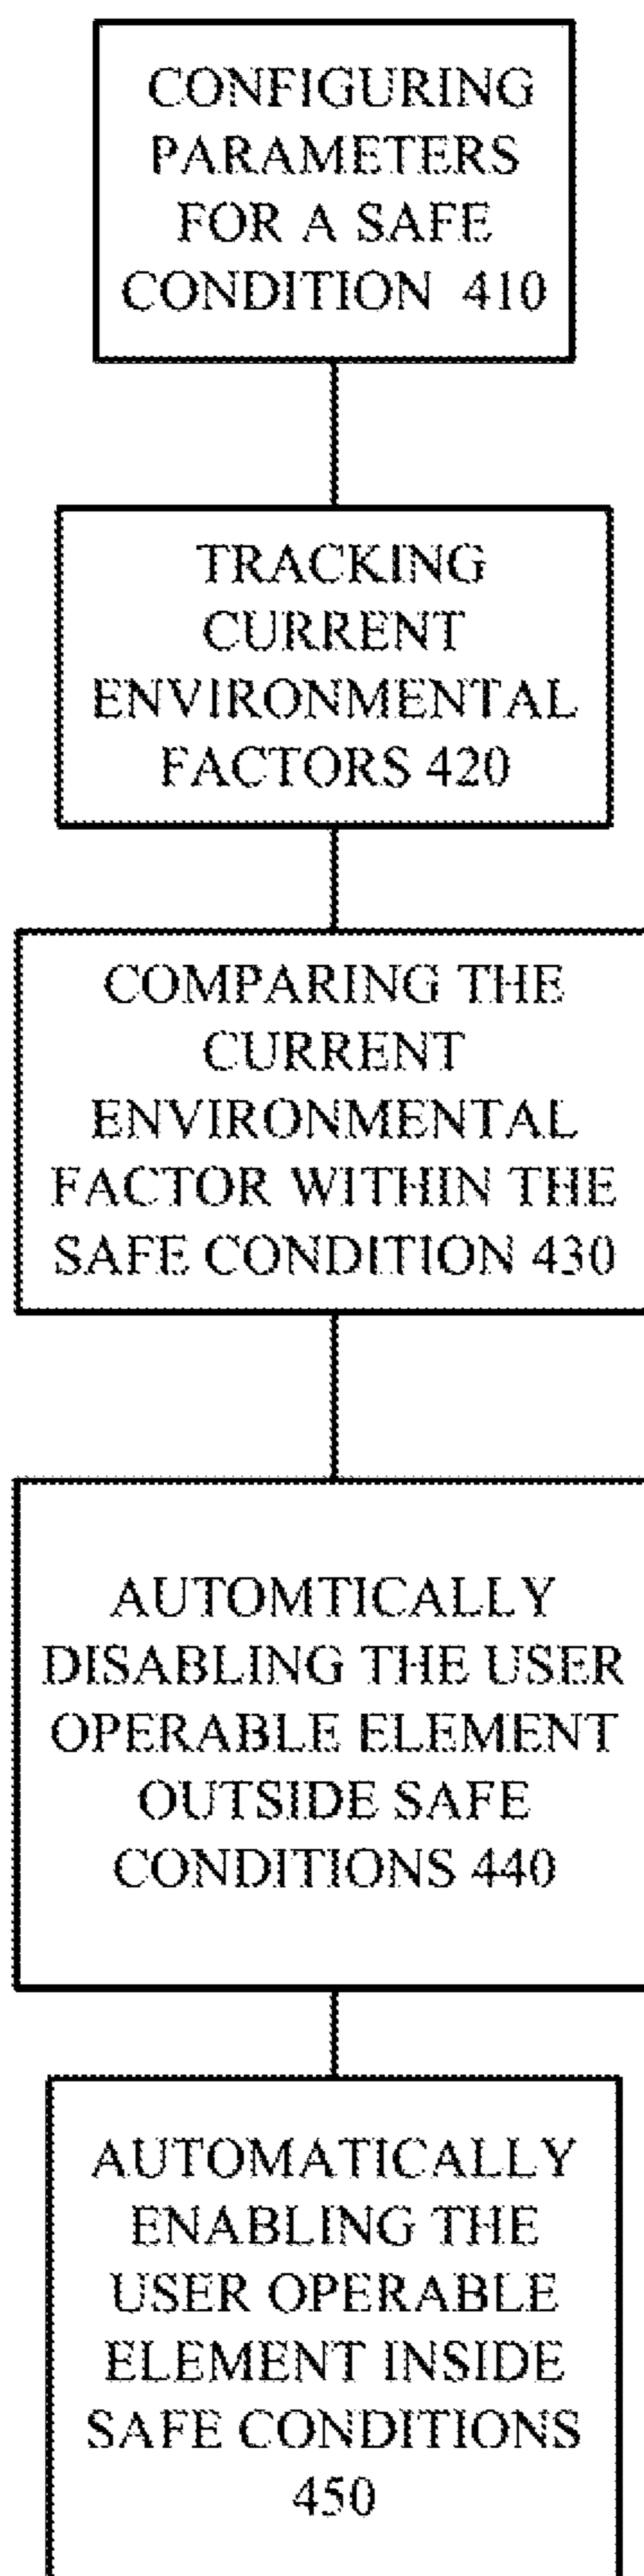 CONFIGURING
PARAMETERS
FOR A SAFE
CONDITION 410
TRACKING
CURRENT
ENVIRONMENTAL
FACTORS 420
COMPARING THE
CURRENT
ENVIRONMENTAL
FACTOR WITHIN THE
SAFE CONDITION 430
AUTOMTICALLY
DISABLING THE USER
OPERABLE ELEMENT
OUTSIDE SAFE
CONDITIONS 440
AUTOMATICALLY
ENABLING THE
USER OPERABLE
ELEMENT INSIDE
SAFE CONDITIONS
450